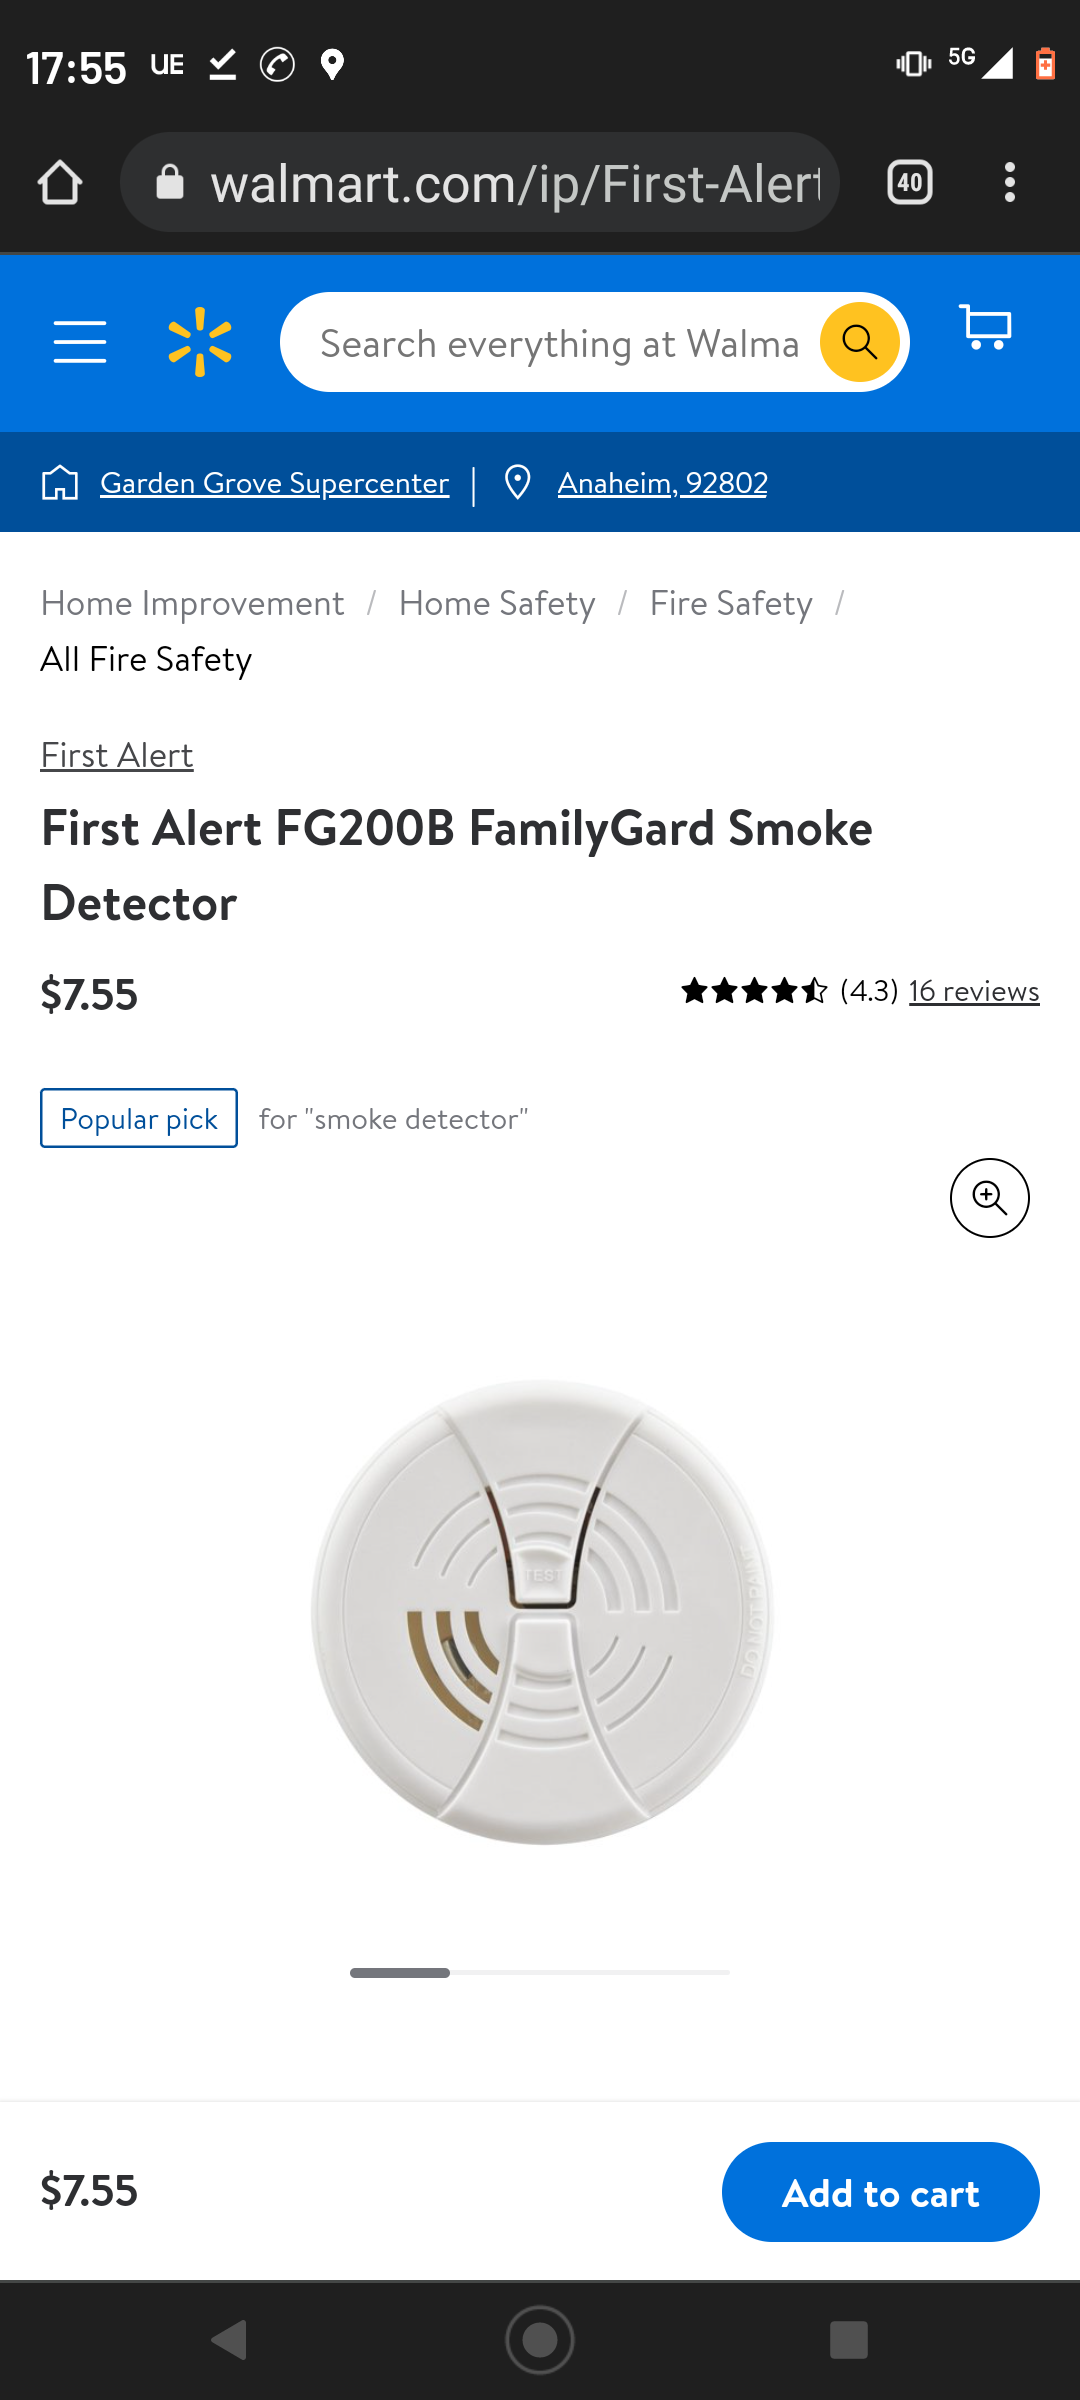 17:55 UE 5G
walmart.com/ip/First-Alert
40
Search everything at Walma
Garden Grove Supercenter | Anaheim, 92802
Home Improvement / Home Safety / Fire Safety /
All Fire Safety
First Alert
First Alert FG200B FamilyGard Smoke
Detector
$7.55 (4.3) 16 reviews
Popular pick for "smoke detector"
TEST
DO NOT PAINT
$7.55 Add to cart